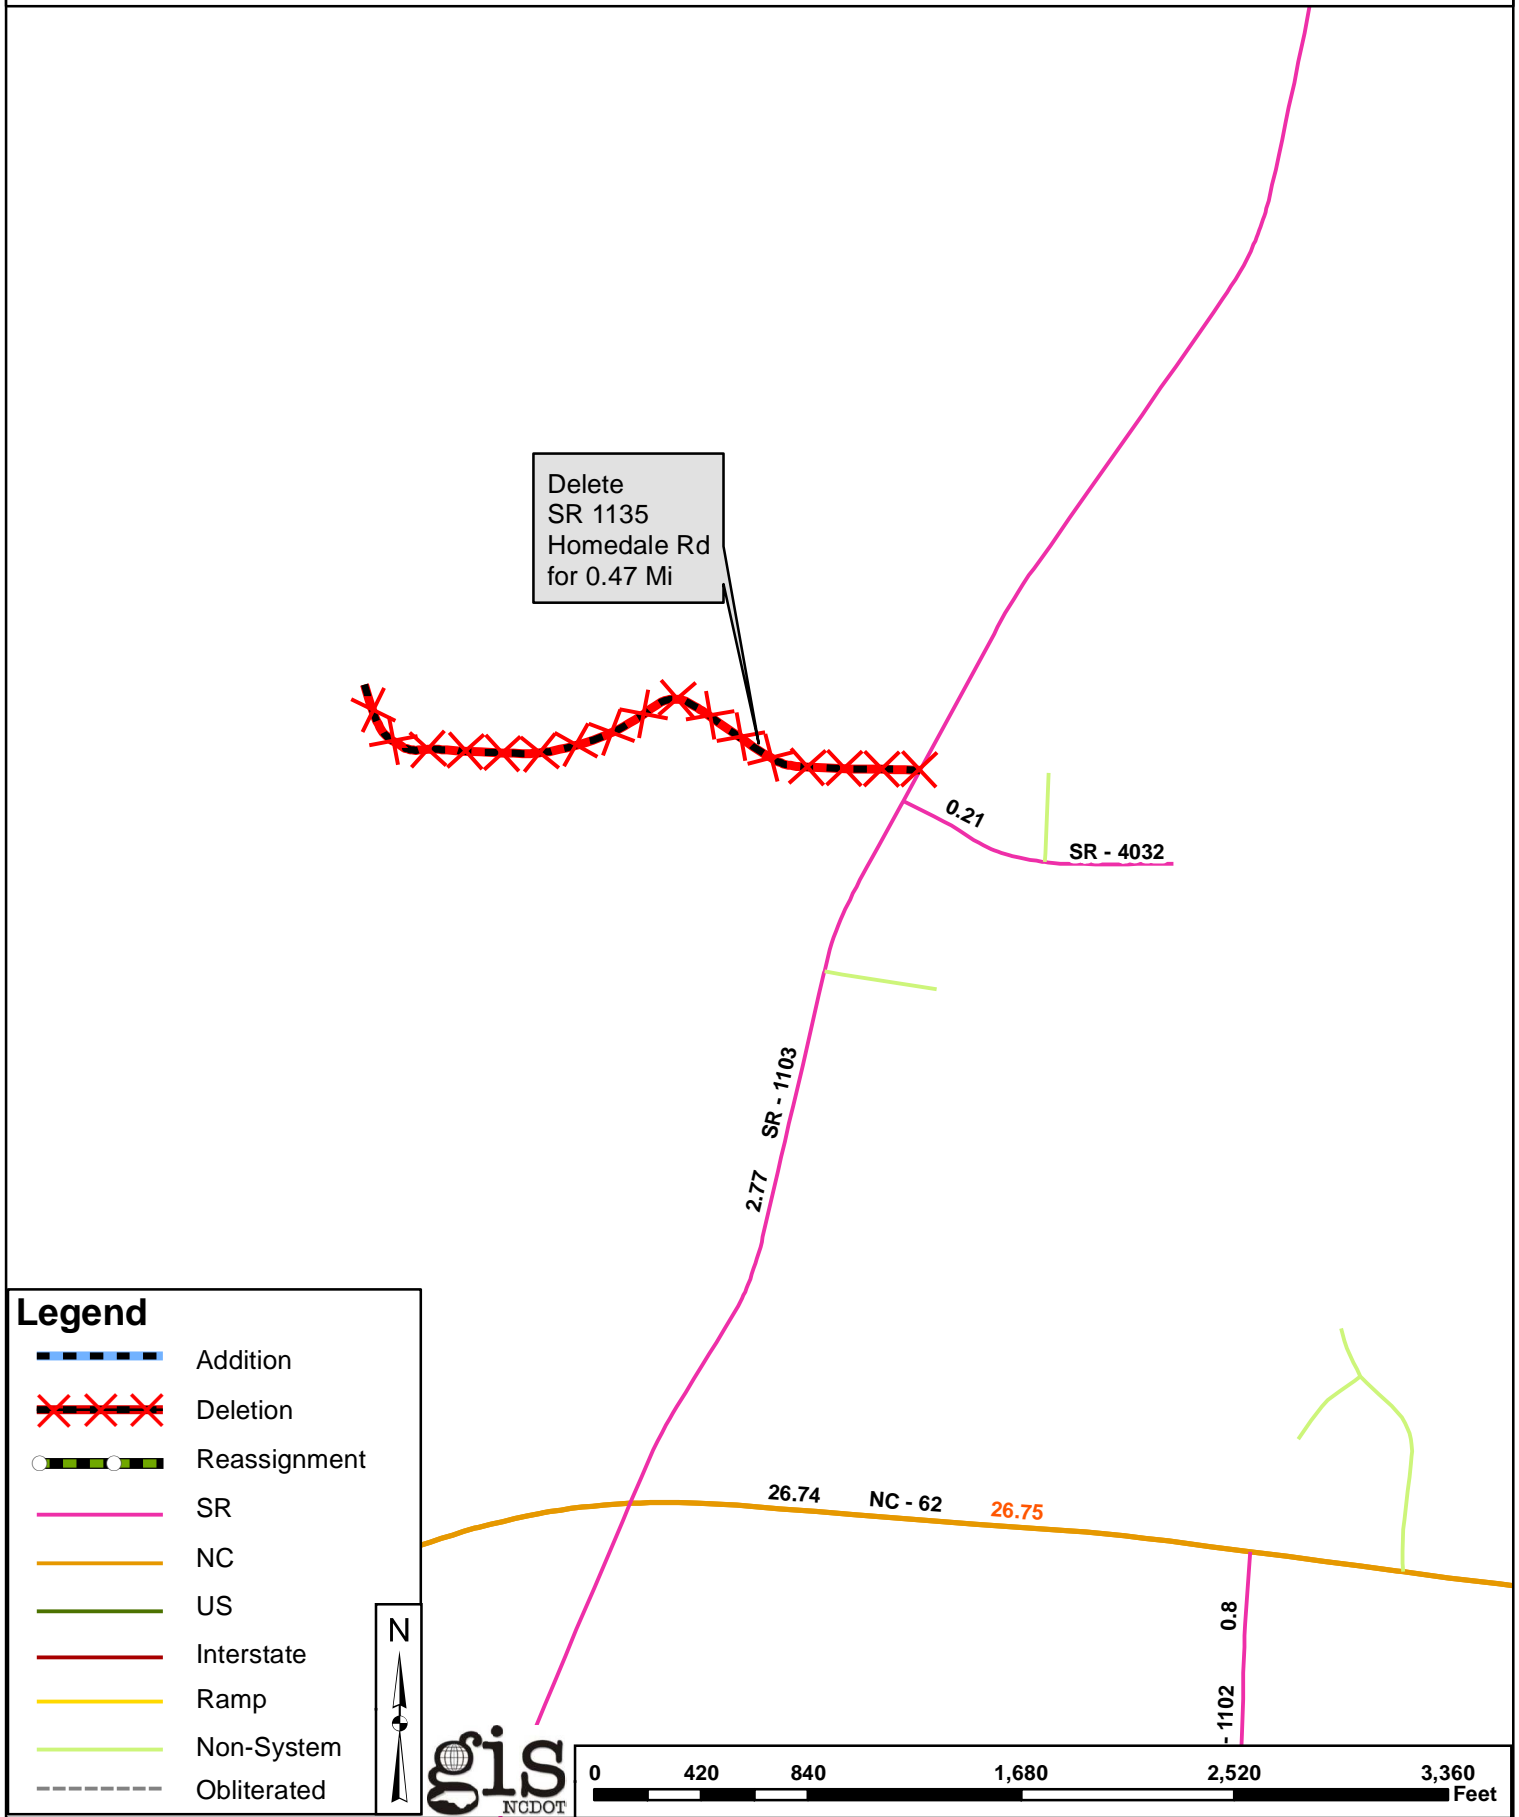 Delete
SR 1135
Homedale Rd
for 0.47 Mi
0.21
SR - 4032
SR - 1103
2.77
26.74
NC - 62
26.75
0.8
- 1102
Legend
Addition
Deletion
Reassignment
SR
NC
US
Interstate
Ramp
Non-System
Obliterated
N
gis
NCDOT
0 420 840 1,680 2,520 3,360
Feet